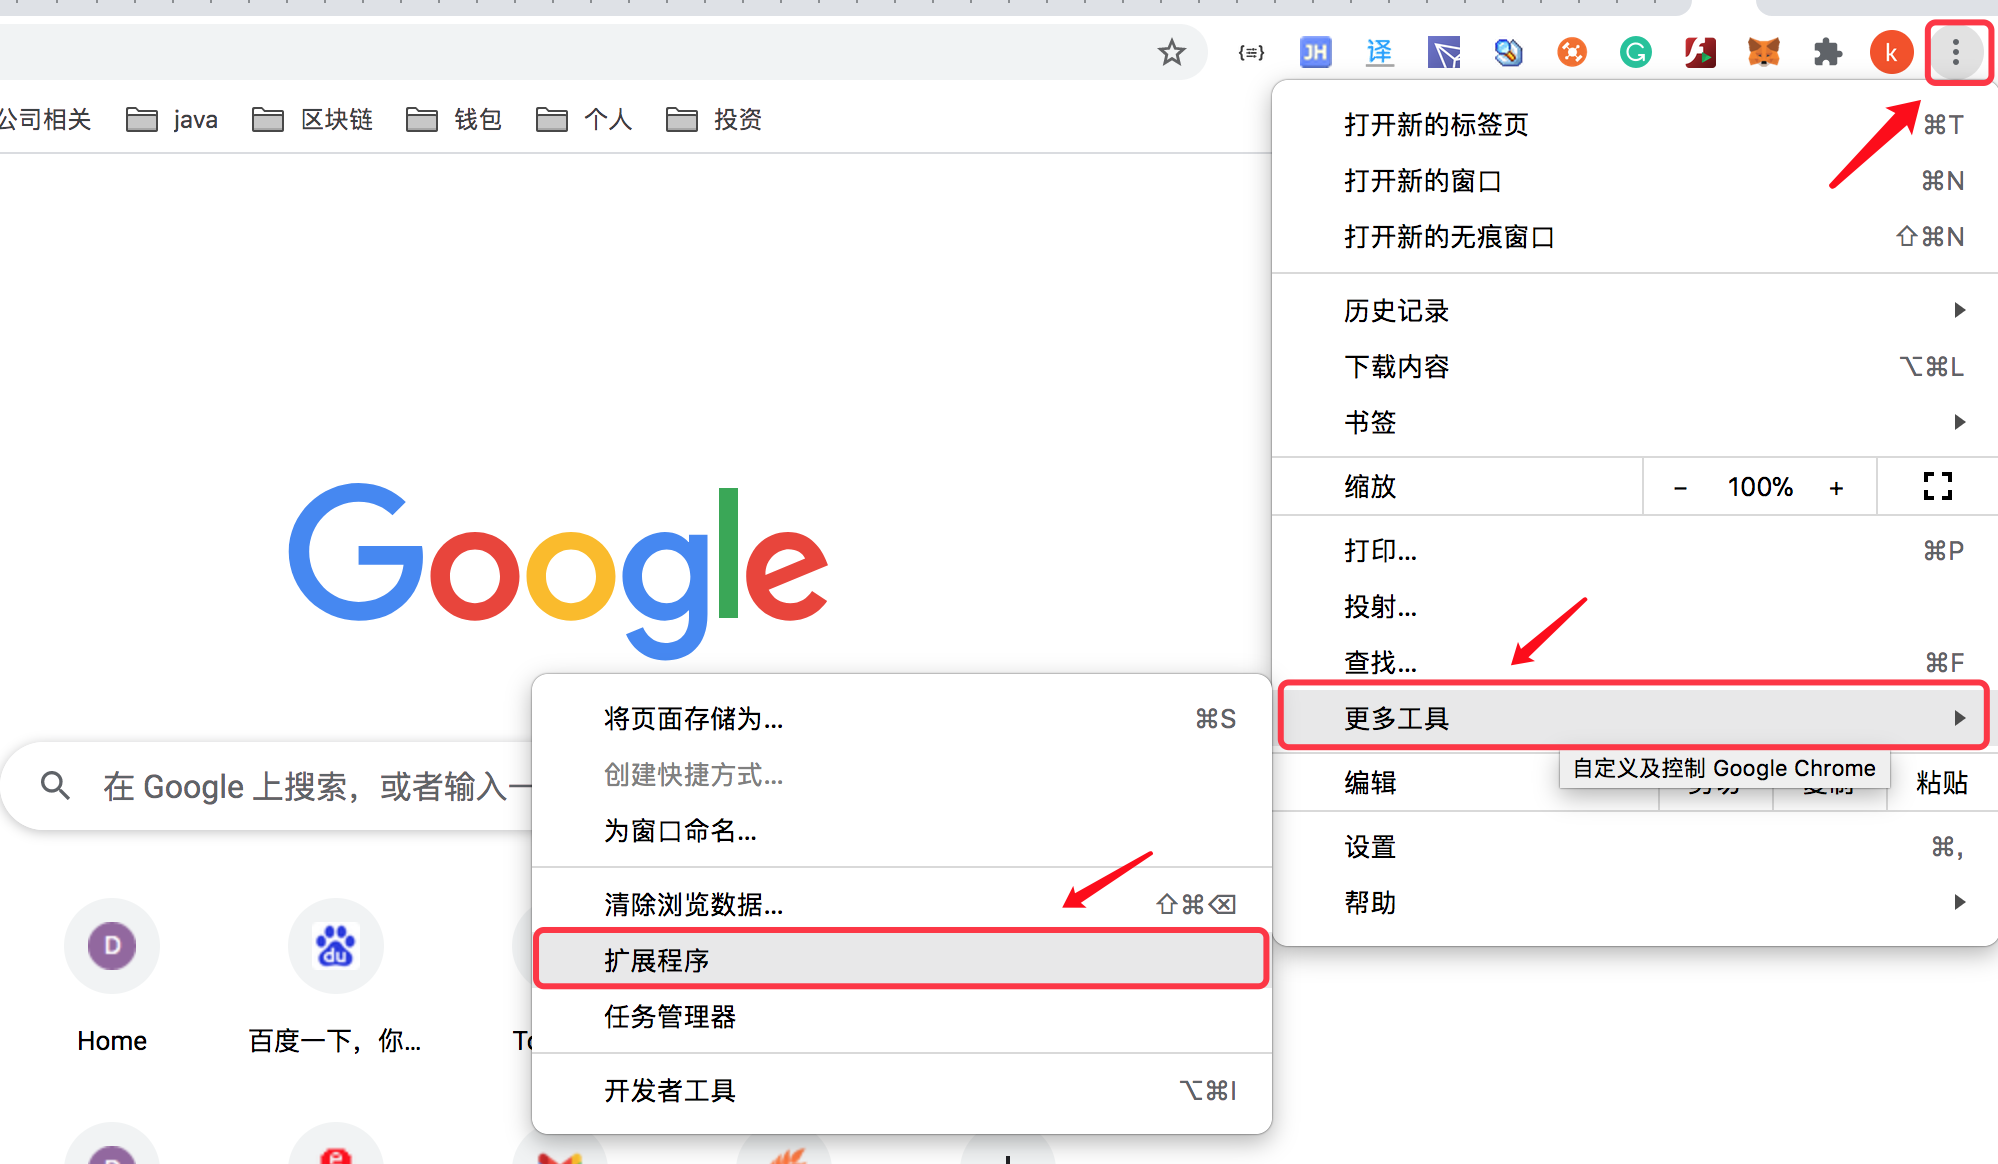 {≡}
JH
译
G
k
公司相关
java
区块链
钱包
个人
投资
打开新的标签页 ⌘T
打开新的窗口 ⌘N
打开新的无痕窗口 ⇧⌘N
历史记录
下载内容 ⌥⌘L
书签
缩放 − 100% +
打印... ⌘P
投射...
查找... ⌘F
更多工具
自定义及控制 Google Chrome
编辑 剪切 复制 粘贴
设置 ⌘,
帮助
Google
在 Google 上搜索，或者输入一
将页面存储为... ⌘S
创建快捷方式...
为窗口命名...
清除浏览数据... ⇧⌘⌫
扩展程序
任务管理器
开发者工具 ⌥⌘I
D
du
Home
百度一下，你...